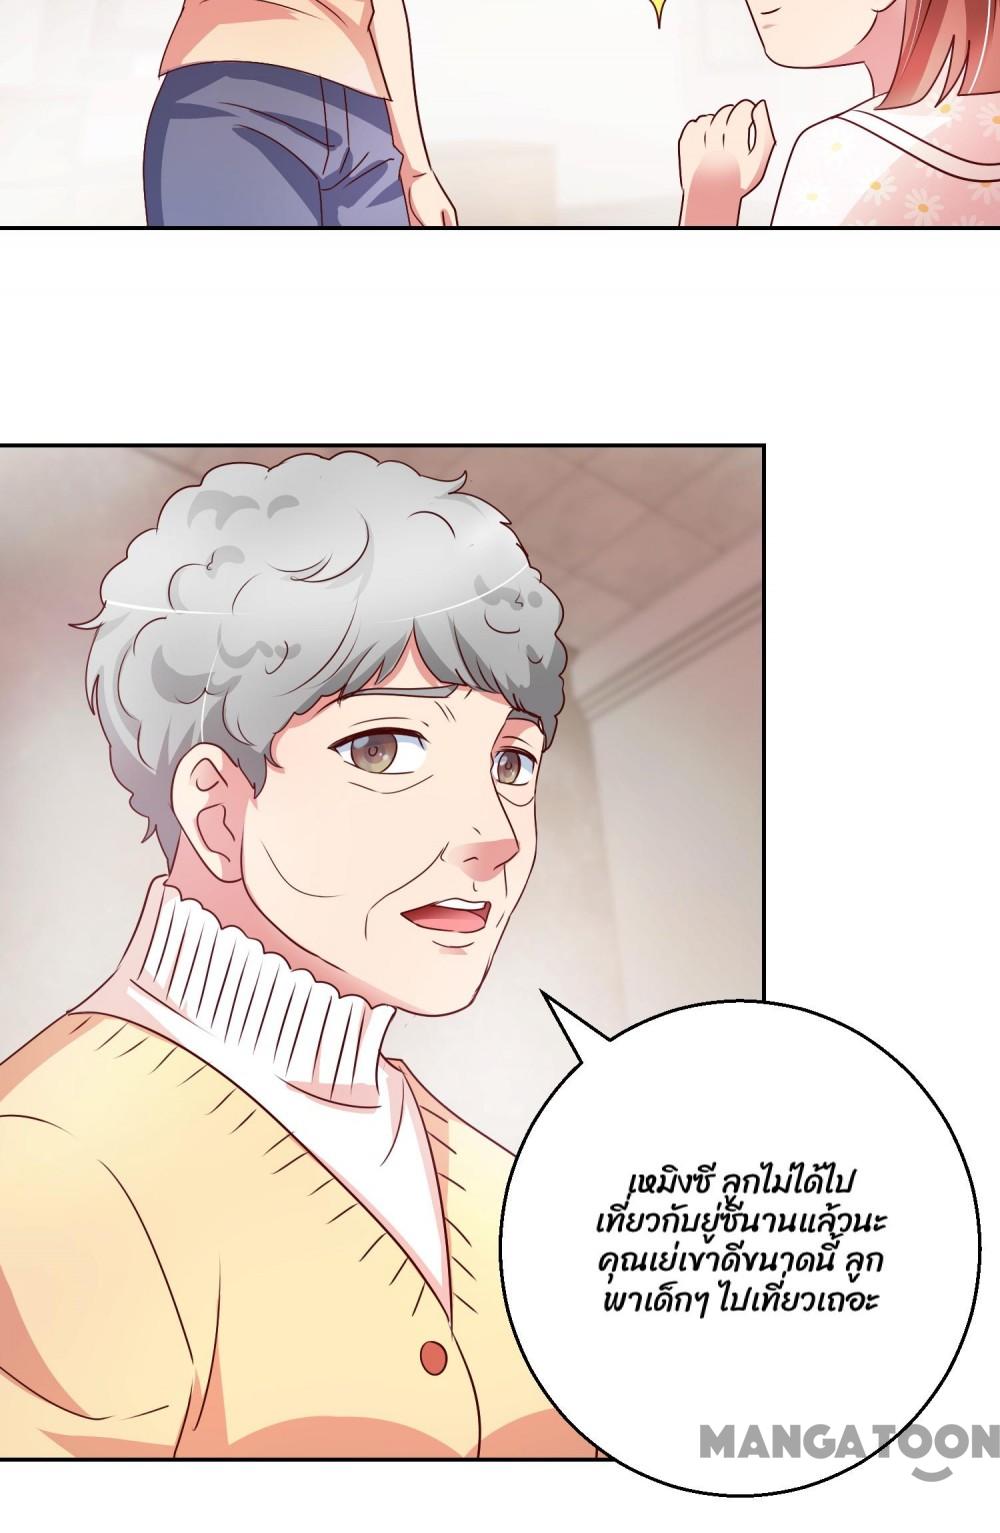 เหมิงซี ลูกไม่ได้ไป
เที่ยวกับยู่ซีนานแล้วนะ
คุณเย่เขาดีขนาดนี้ ลูก
พาเด็กๆ ไปเที่ยวเถอะ
MANGATOON